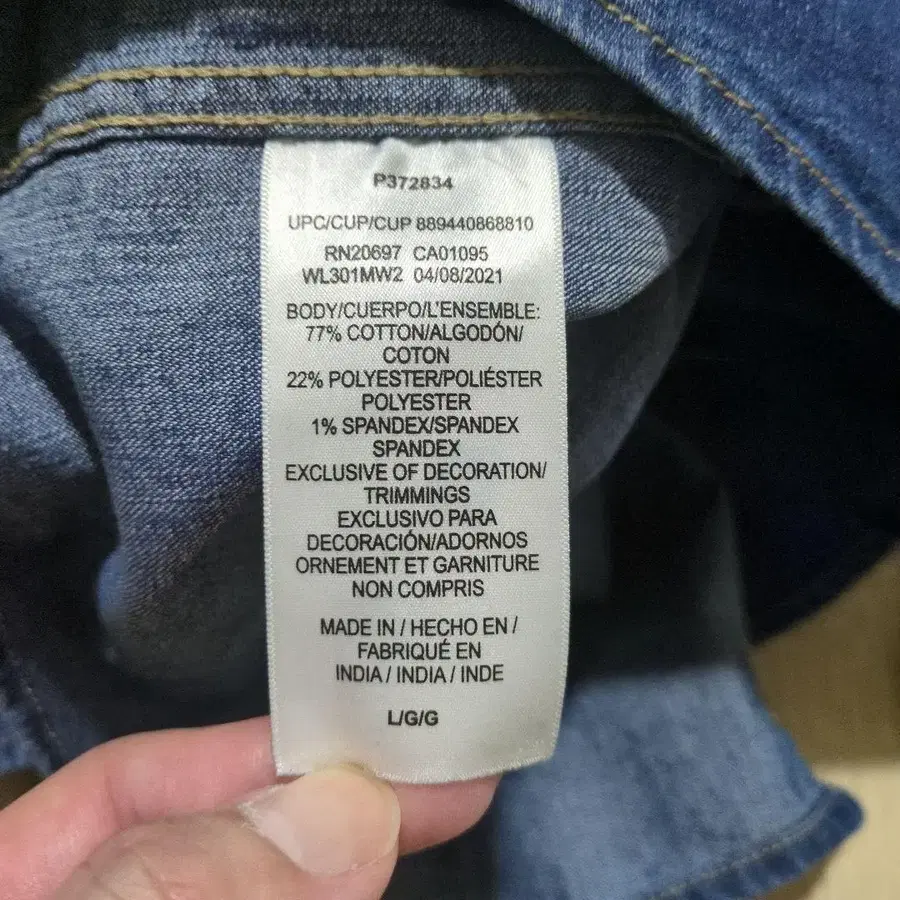 P372834
UPC/CUP/CUP 889440868810
RN20697 CA01095
WL301MW2 04/08/2021
BODY/CUERPO/L'ENSEMBLE:
77% COTTON/ALGODÓN/
COTON
22% POLYESTER/POLIÉSTER
POLYESTER
1% SPANDEX/SPANDEX
SPANDEX
EXCLUSIVE OF DECORATION/
TRIMMINGS
EXCLUSIVO PARA
DECORACIÓN/ADORNOS
ORNEMENT ET GARNITURE
NON COMPRIS
MADE IN / HECHO EN /
FABRIQUÉ EN
INDIA / INDIA / INDE
L/G/G